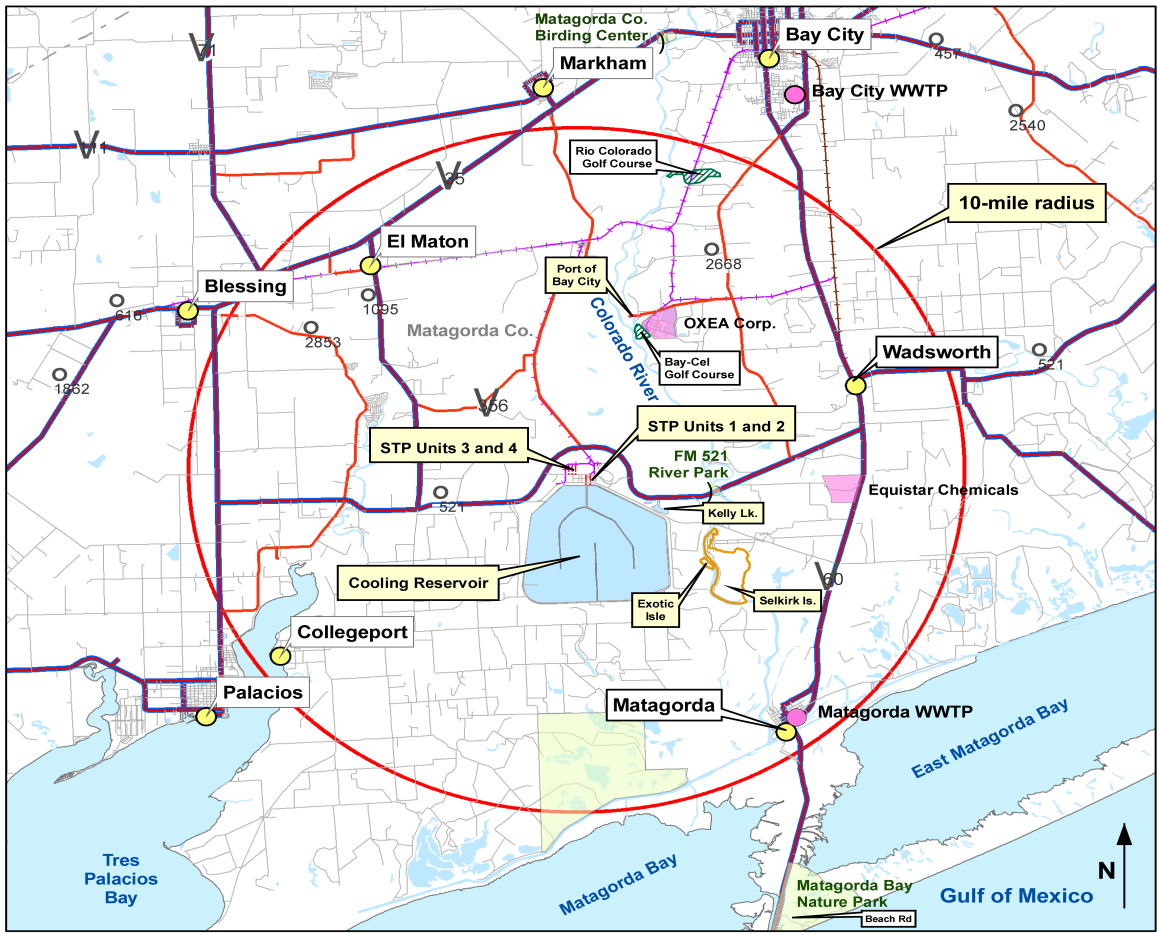 Matagorda Co.
Birding Center
Bay City
71
457
Markham
Bay City WWTP
2540
Rio Colorado
Golf Course
35
10-mile radius
El Maton
2668
Port of
Bay City
Blessing
1095
616
Colorado River
OXEA Corp.
Matagorda Co.
2853
Bay-Cel
Golf Course
Wadsworth
521
1862
STP Units 1 and 2
STP Units 3 and 4
FM 521
River Park
Equistar Chemicals
521
Kelly Lk.
Cooling Reservoir
60
Exotic
Isle
Selkirk Is.
Collegeport
Palacios
Matagorda
Matagorda WWTP
East Matagorda Bay
Tres
Palacios
Bay
Matagorda Bay
Matagorda Bay
Nature Park
Beach Rd
Gulf of Mexico
N